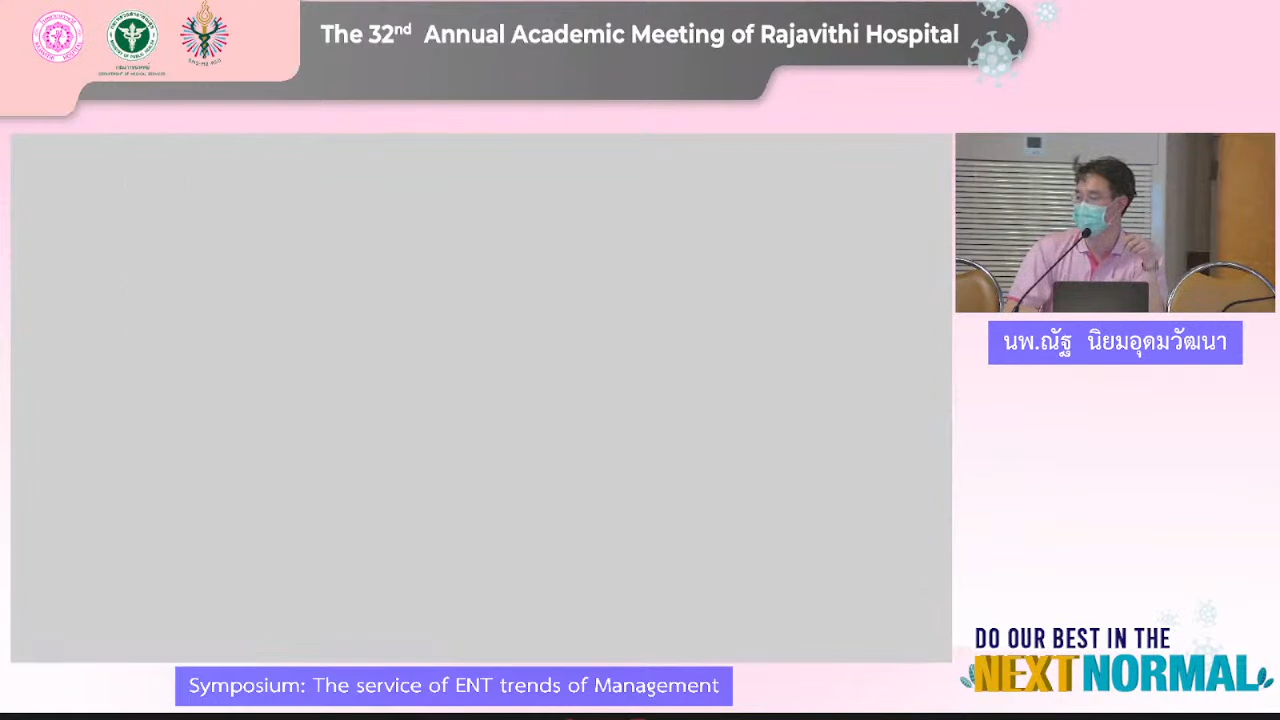 The 32nd Annual Academic Meeting of Rajavithi Hospital
นพ.ณัฐ นิยมอุดมวัฒนา
DO OUR BEST IN THE
NEXT NORMAL
Symposium: The service of ENT trends of Management